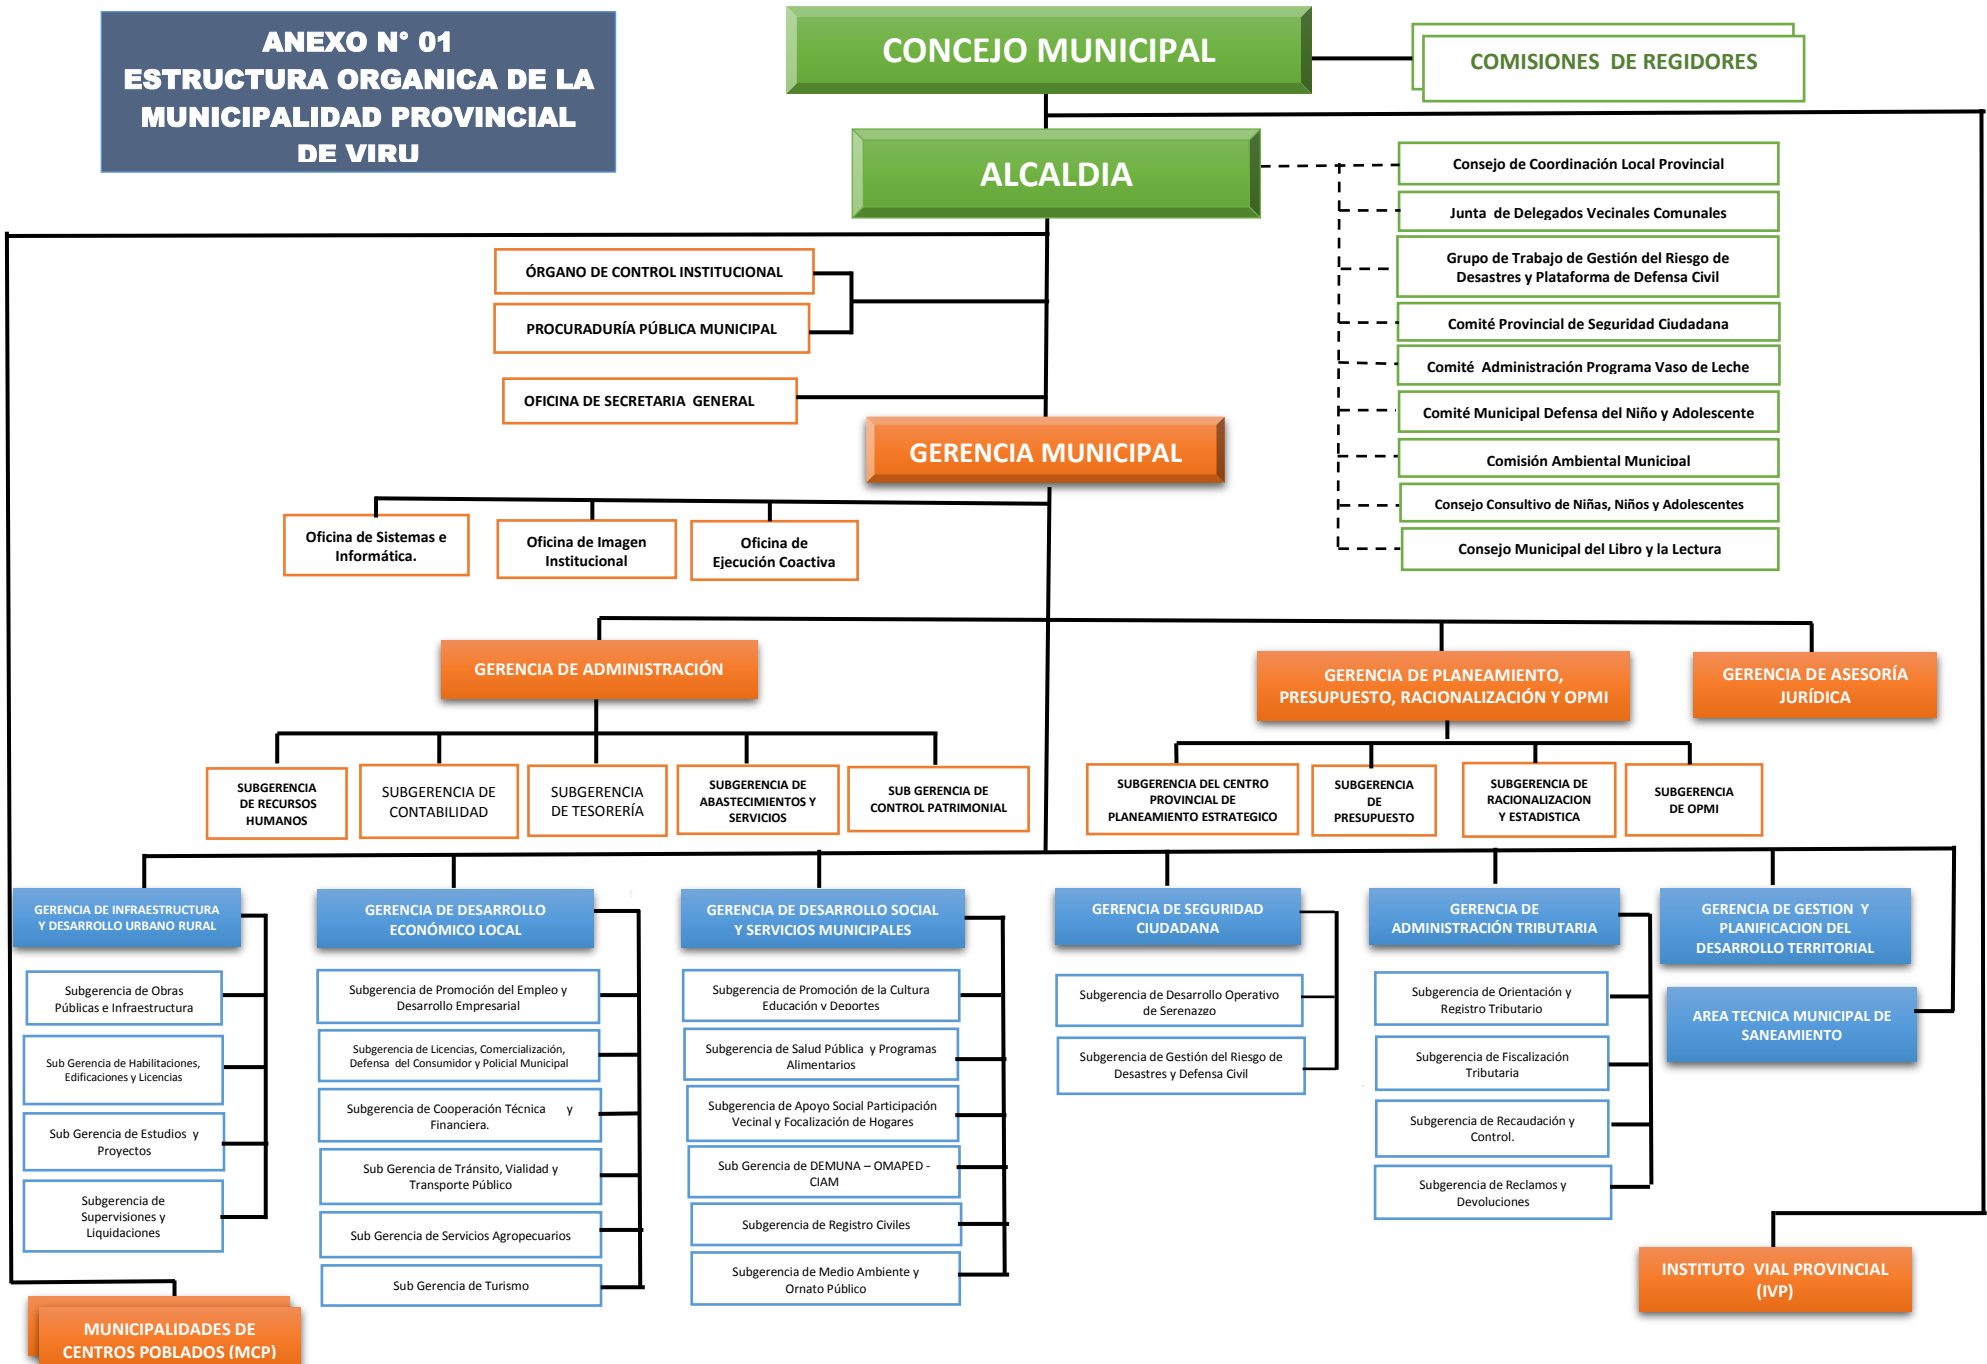 ANEXO N° 01
ESTRUCTURA ORGANICA DE LA
MUNICIPALIDAD PROVINCIAL
DE VIRU
CONCEJO MUNICIPAL
COMISIONES DE REGIDORES
ALCALDIA
Consejo de Coordinación Local Provincial
Junta de Delegados Vecinales Comunales
Grupo de Trabajo de Gestión del Riesgo de
Desastres y Plataforma de Defensa Civil
Comité Provincial de Seguridad Ciudadana
Comité Administración Programa Vaso de Leche
Comité Municipal Defensa del Niño y Adolescente
Comisión Ambiental Municipal
Consejo Consultivo de Niñas, Niños y Adolescentes
Consejo Municipal del Libro y la Lectura
ÓRGANO DE CONTROL INSTITUCIONAL
PROCURADURÍA PÚBLICA MUNICIPAL
OFICINA DE SECRETARIA GENERAL
GERENCIA MUNICIPAL
Oficina de Sistemas e
Informática.
Oficina de Imagen
Institucional
Oficina de
Ejecución Coactiva
GERENCIA DE ADMINISTRACIÓN
GERENCIA DE PLANEAMIENTO,
PRESUPUESTO, RACIONALIZACIÓN Y OPMI
GERENCIA DE ASESORÍA
JURÍDICA
SUBGERENCIA
DE RECURSOS
HUMANOS
SUBGERENCIA DE
CONTABILIDAD
SUBGERENCIA
DE TESORERÍA
SUBGERENCIA DE
ABASTECIMIENTOS Y
SERVICIOS
SUB GERENCIA DE
CONTROL PATRIMONIAL
SUBGERENCIA DEL CENTRO
PROVINCIAL DE
PLANEAMIENTO ESTRATEGICO
SUBGERENCIA
DE
PRESUPUESTO
SUBGERENCIA DE
RACIONALIZACION
Y ESTADISTICA
SUBGERENCIA
DE OPMI
GERENCIA DE INFRAESTRUCTURA
Y DESARROLLO URBANO RURAL
Subgerencia de Obras
Públicas e Infraestructura
Sub Gerencia de Habilitaciones,
Edificaciones y Licencias
Sub Gerencia de Estudios y
Proyectos
Subgerencia de
Supervisiones y
Liquidaciones
GERENCIA DE DESARROLLO
ECONÓMICO LOCAL
Subgerencia de Promoción del Empleo y
Desarrollo Empresarial
Subgerencia de Licencias, Comercialización,
Defensa del Consumidor y Policial Municipal
Subgerencia de Cooperación Técnica y
Financiera.
Sub Gerencia de Tránsito, Vialidad y
Transporte Público
Sub Gerencia de Servicios Agropecuarios
Sub Gerencia de Turismo
GERENCIA DE DESARROLLO SOCIAL
Y SERVICIOS MUNICIPALES
Subgerencia de Promoción de la Cultura
Educación y Deportes
Subgerencia de Salud Pública y Programas
Alimentarios
Subgerencia de Apoyo Social Participación
Vecinal y Focalización de Hogares
Sub Gerencia de DEMUNA – OMAPED -
CIAM
Subgerencia de Registro Civiles
Subgerencia de Medio Ambiente y
Ornato Público
GERENCIA DE SEGURIDAD
CIUDADANA
Subgerencia de Desarrollo Operativo
de Serenazgo
Subgerencia de Gestión del Riesgo de
Desastres y Defensa Civil
GERENCIA DE
ADMINISTRACIÓN TRIBUTARIA
Subgerencia de Orientación y
Registro Tributario
Subgerencia de Fiscalización
Tributaria
Subgerencia de Recaudación y
Control.
Subgerencia de Reclamos y
Devoluciones
GERENCIA DE GESTION Y
PLANIFICACION DEL
DESARROLLO TERRITORIAL
AREA TECNICA MUNICIPAL DE
SANEAMIENTO
INSTITUTO VIAL PROVINCIAL
(IVP)
MUNICIPALIDADES DE
CENTROS POBLADOS (MCP)